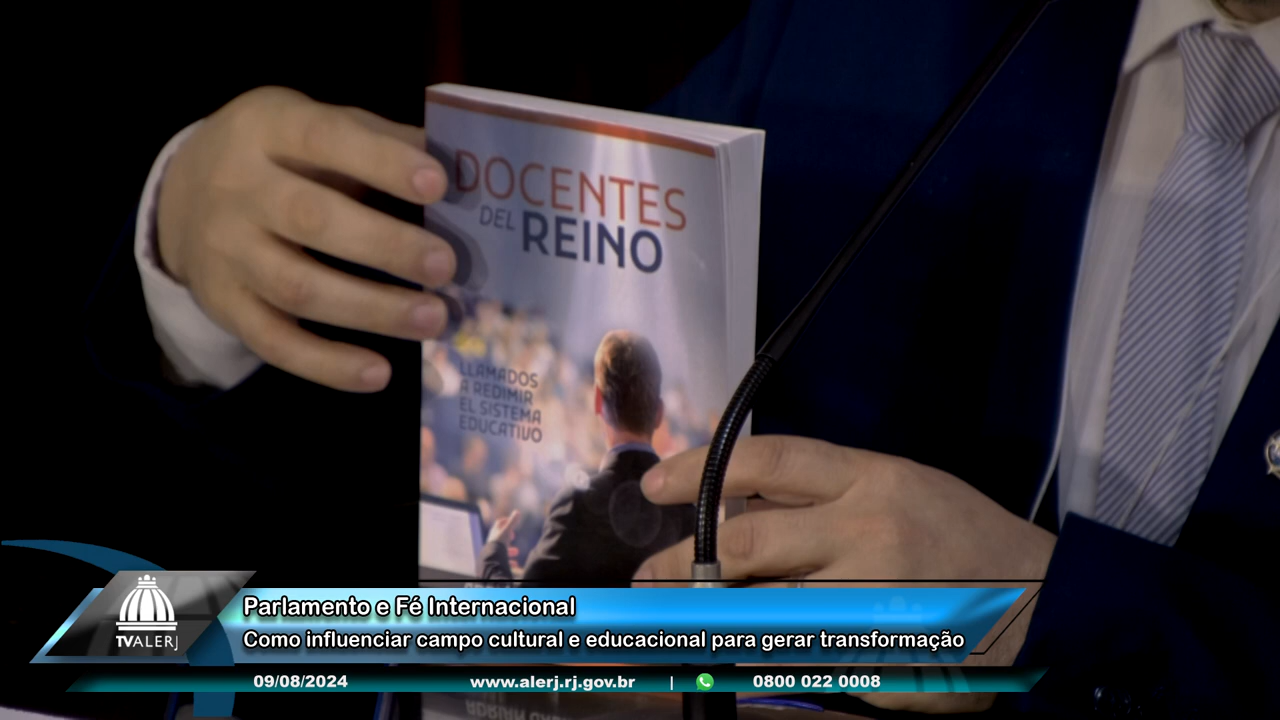 DOCENTES
DEL REINO
LLAMADOS
A REDIMIR
EL SISTEMA
EDUCATIVO
Parlamento e Fé Internacional
Como influenciar campo cultural e educacional para gerar transformação
TVALERJ
09/08/2024 www.alerj.rj.gov.br | 0800 022 0008